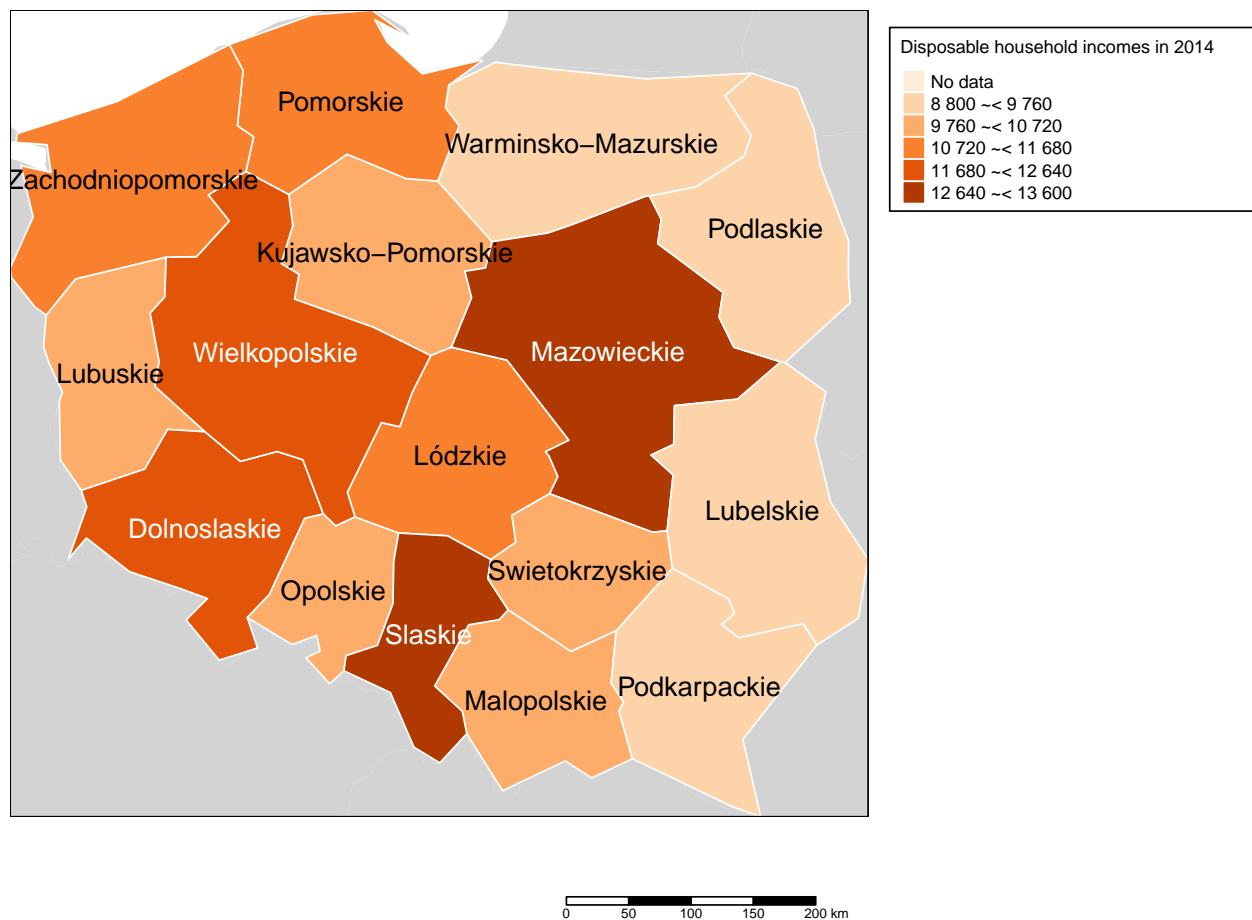 Disposable household incomes in 2014
No data
8 800 ~< 9 760
9 760 ~< 10 720
10 720 ~< 11 680
11 680 ~< 12 640
12 640 ~< 13 600
Pomorskie
Warminsko−Mazurskie
Zachodniopomorskie
Podlaskie
Kujawsko−Pomorskie
Wielkopolskie
Mazowieckie
Lubuskie
Lódzkie
Lubelskie
Dolnoslaskie
Swietokrzyskie
Opolskie
Slaskie
Podkarpackie
Malopolskie
0 50 100 150 200 km